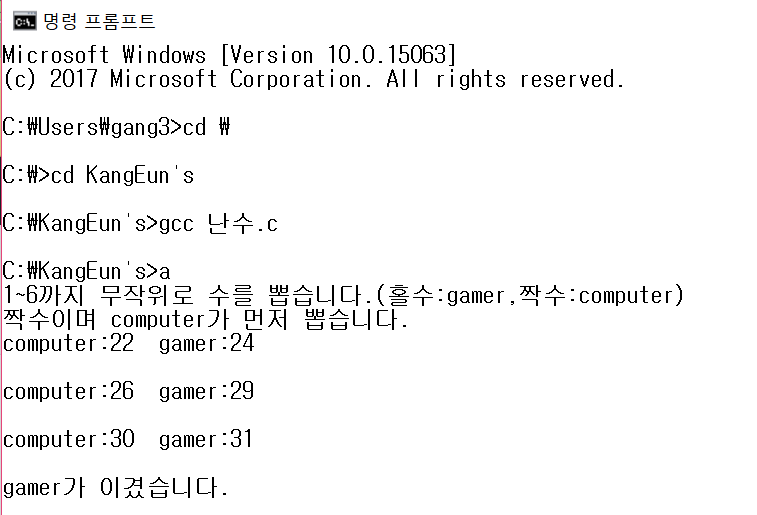 명령 프롬프트
Microsoft Windows [Version 10.0.15063]
(c) 2017 Microsoft Corporation. All rights reserved.
C:₩Users₩gang3>cd ₩
C:₩>cd KangEun's
C:₩KangEun's>gcc 난수.c
C:₩KangEun's>a
1~6까지 무작위로 수를 뽑습니다.(홀수:gamer,짝수:computer)
짝수이며 computer가 먼저 뽑습니다.
computer:22  gamer:24
computer:26  gamer:29
computer:30  gamer:31
gamer가 이겼습니다.